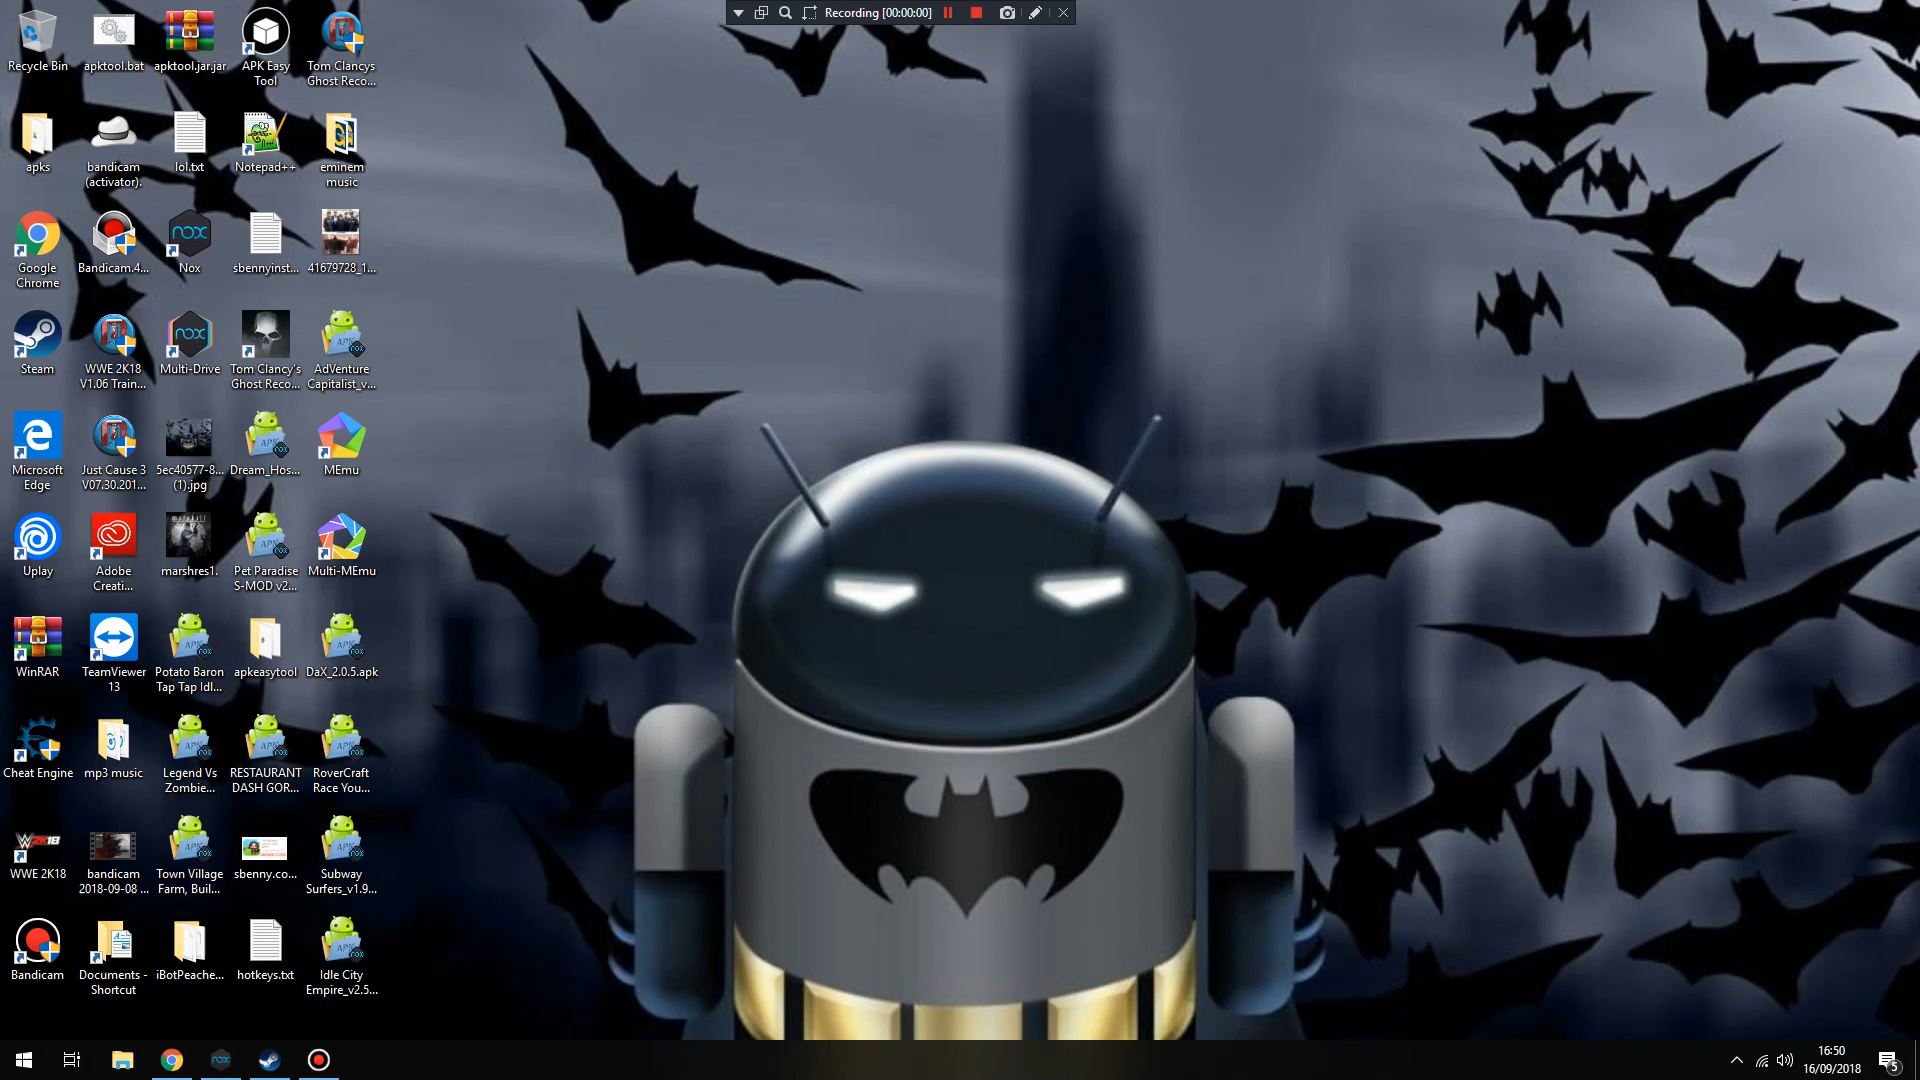 Recording [00:00:00]
Recycle Bin
apktool.bat
apktool.jar.jar
APK Easy
Tool
Tom Clancys
Ghost Reco...
apks
bandicam
(activator).
lol.txt
Notepad++
eminem
music
Google
Chrome
Bandicam.4...
nox
Nox
sbennyinst...
41679728_1...
Steam
WWE 2K18
V1.06 Train...
nox
Multi-Drive
Tom Clancy's
Ghost Reco...
AdVenture
Capitalist_v...
Microsoft
Edge
Just Cause 3
V07.30.201...
5ec40577-8...
(1).jpg
Dream_Hos...
MEmu
Uplay
Adobe
Creati...
marshres1.
Pet Paradise
S-MOD v2...
Multi-MEmu
WinRAR
TeamViewer
13
Potato Baron
Tap Tap Idl...
apkeasytool
DaX_2.0.5.apk
Cheat Engine
mp3 music
Legend Vs
Zombie...
RESTAURANT
DASH GOR...
RoverCraft
Race You...
W2K18
WWE 2K18
bandicam
2018-09-08 ...
Town Village
Farm, Buil...
sbenny.co...
Subway
Surfers_v1.9...
Bandicam
Documents -
Shortcut
iBotPeache...
hotkeys.txt
Idle City
Empire_v2.5...
nox
16:50
16/09/2018
5